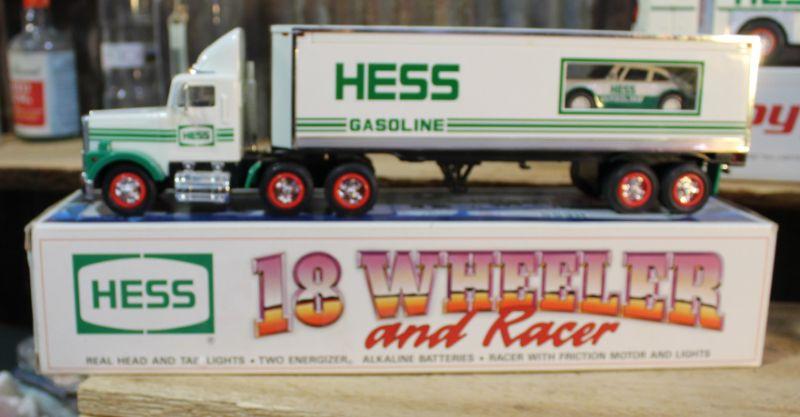 HESS
GASOLINE
HESS
HESS
GASOLINE
HESS
18 WHEELER
and Racer
REAL HEAD AND TAIL LIGHTS • TWO ENERGIZER® ALKALINE BATTERIES • RACER WITH FRICTION MOTOR AND LIGHTS